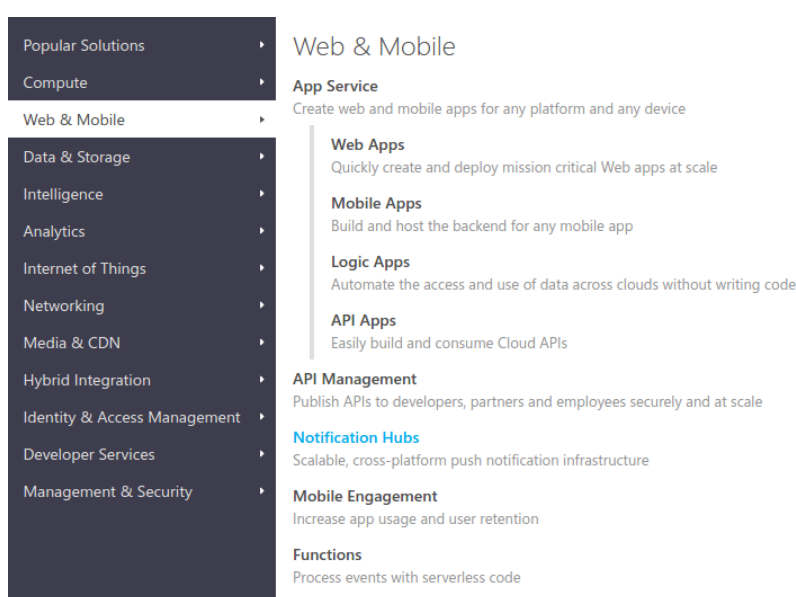 Popular Solutions
Compute
Web & Mobile
Data & Storage
Intelligence
Analytics
Internet of Things
Networking
Media & CDN
Hybrid Integration
Identity & Access Management
Developer Services
Management & Security
Web & Mobile
App Service
Create web and mobile apps for any platform and any device
Web Apps
Quickly create and deploy mission critical Web apps at scale
Mobile Apps
Build and host the backend for any mobile app
Logic Apps
Automate the access and use of data across clouds without writing code
API Apps
Easily build and consume Cloud APIs
API Management
Publish APIs to developers, partners and employees securely and at scale
Notification Hubs
Scalable, cross-platform push notification infrastructure
Mobile Engagement
Increase app usage and user retention
Functions
Process events with serverless code